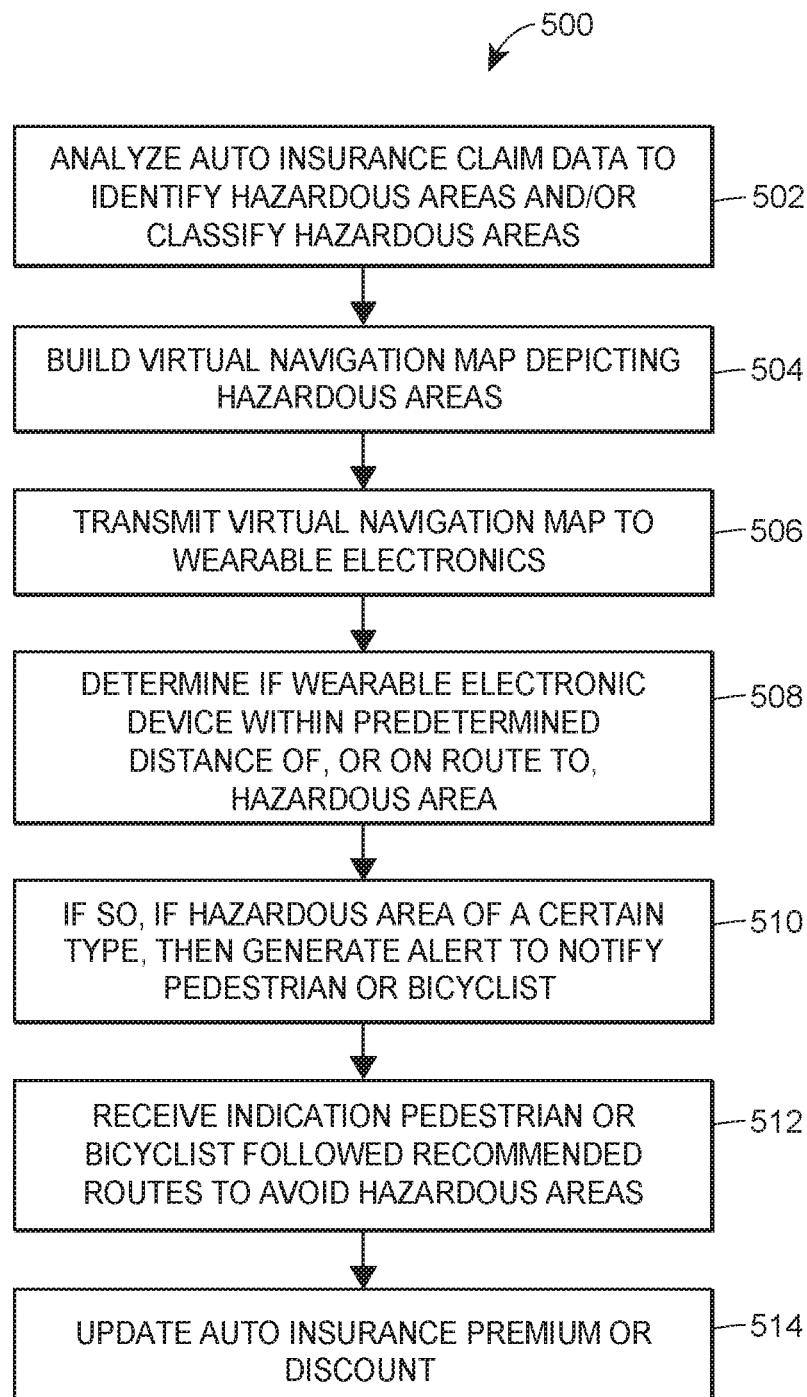 500
ANALYZE AUTO INSURANCE CLAIM DATA TO
IDENTIFY HAZARDOUS AREAS AND/OR
CLASSIFY HAZARDOUS AREAS
502
BUILD VIRTUAL NAVIGATION MAP DEPICTING
HAZARDOUS AREAS
504
TRANSMIT VIRTUAL NAVIGATION MAP TO
WEARABLE ELECTRONICS
506
DETERMINE IF WEARABLE ELECTRONIC
DEVICE WITHIN PREDETERMINED
DISTANCE OF, OR ON ROUTE TO,
HAZARDOUS AREA
508
IF SO, IF HAZARDOUS AREA OF A CERTAIN
TYPE, THEN GENERATE ALERT TO NOTIFY
PEDESTRIAN OR BICYCLIST
510
RECEIVE INDICATION PEDESTRIAN OR
BICYCLIST FOLLOWED RECOMMENDED
ROUTES TO AVOID HAZARDOUS AREAS
512
UPDATE AUTO INSURANCE PREMIUM OR
DISCOUNT
514